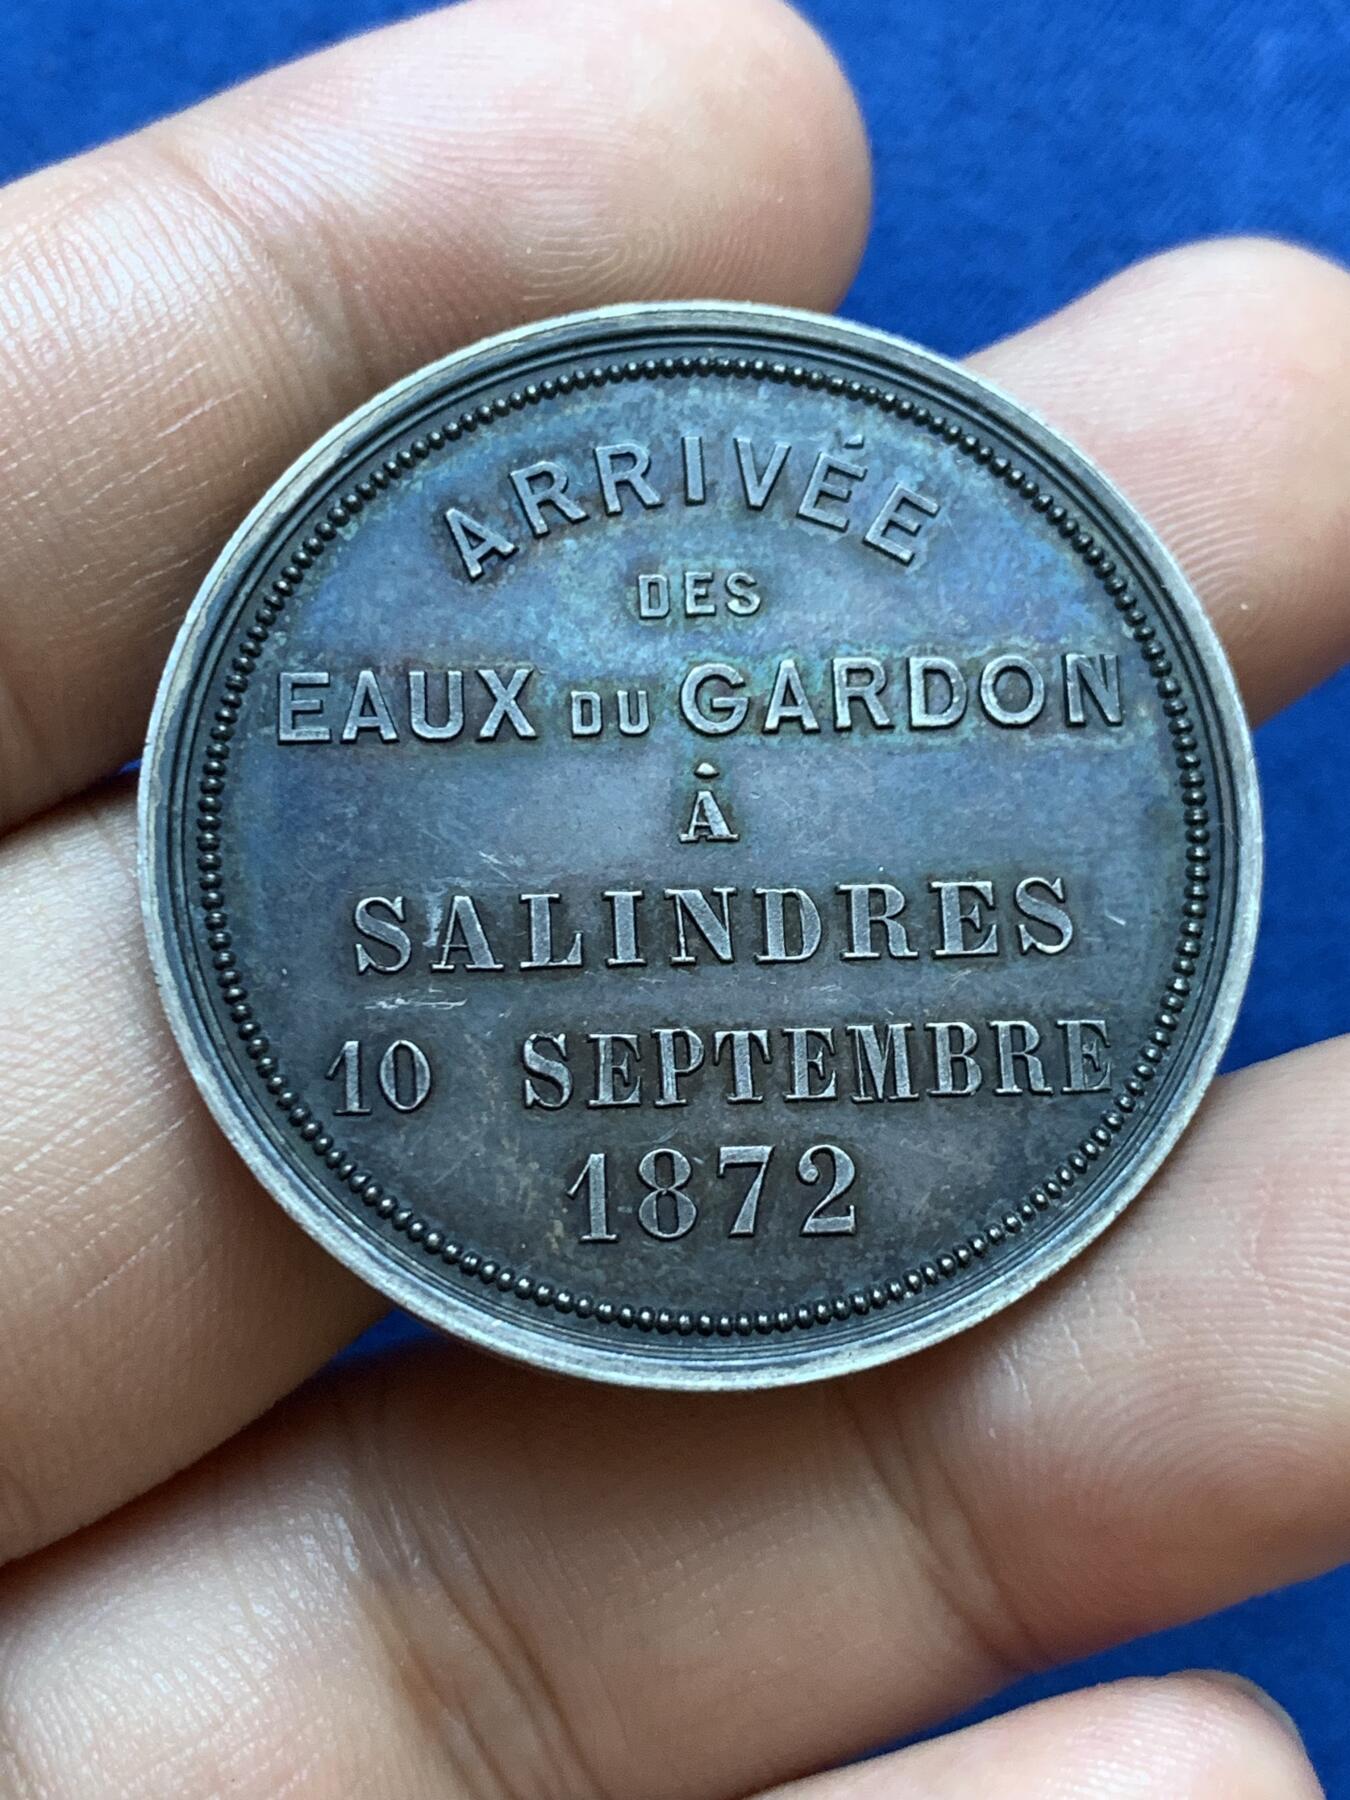 ARRIVÉE
DES
EAUX DU GARDON
À
SALINDRES
10 SEPTEMBRE
1872